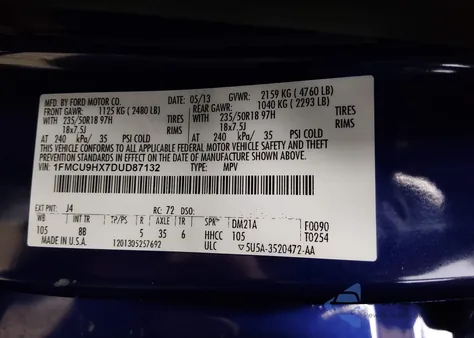 MFD. BY FORD MOTOR CO. 05/13 GVWR: 2159 KG ( 4760 LB)
FRONT GAWR: 1125 KG ( 2480 LB) REAR GAWR: 1040 KG ( 2293 LB)
235/50R18 97H TIRES 235/50R18 97H TIRES
18x7.5J RIMS 18x7.5J RIMS
AT 240 kPa/ 35 PSI COLD AT 240 kPa/ 35 PSI COLD
THIS VEHICLE CONFORMS TO ALL APPLICABLE FEDERAL MOTOR VEHICLE SAFETY AND THEFT PREVENTION STANDARDS IN EFFECT ON THE DATE OF MANUFACTURE SHOWN ABOVE.
VIN: 1FMCU9HX7DUD87132 TYPE: MPV
EXT PNT: J4 RC: 72 DSO:
WB INT TR TP/PS R AXLE TR SPR DM21A F0090
105 8B 5 35 6 HHCC 105 T0254
MADE IN U.S.A. 1201305257692 ULC 5U5A-3520472-AA